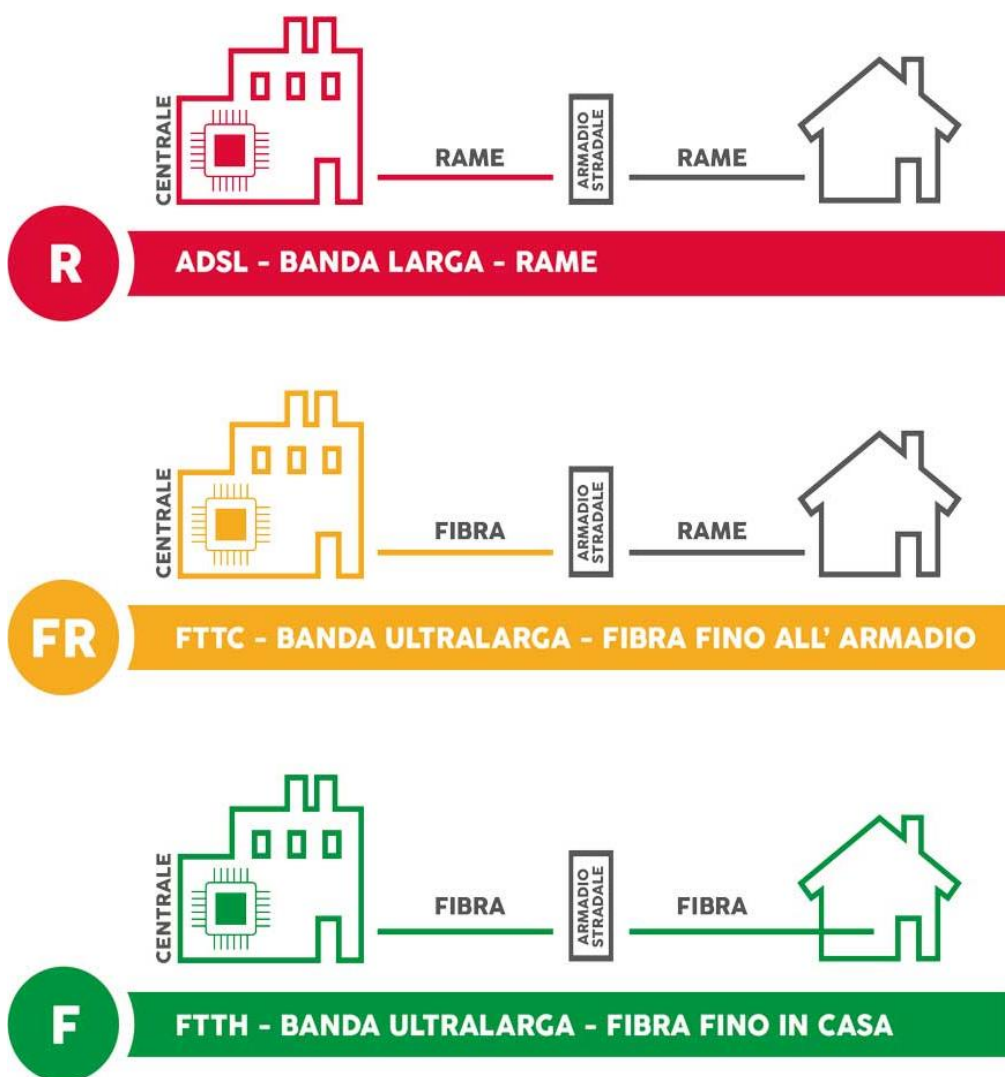 CENTRALE
RAME
ARMADIO
STRADALE
RAME
R
ADSL - BANDA LARGA - RAME
CENTRALE
FIBRA
ARMADIO
STRADALE
RAME
FR
FTTC - BANDA ULTRALARGA - FIBRA FINO ALL' ARMADIO
CENTRALE
FIBRA
ARMADIO
STRADALE
FIBRA
F
FTTH - BANDA ULTRALARGA - FIBRA FINO IN CASA